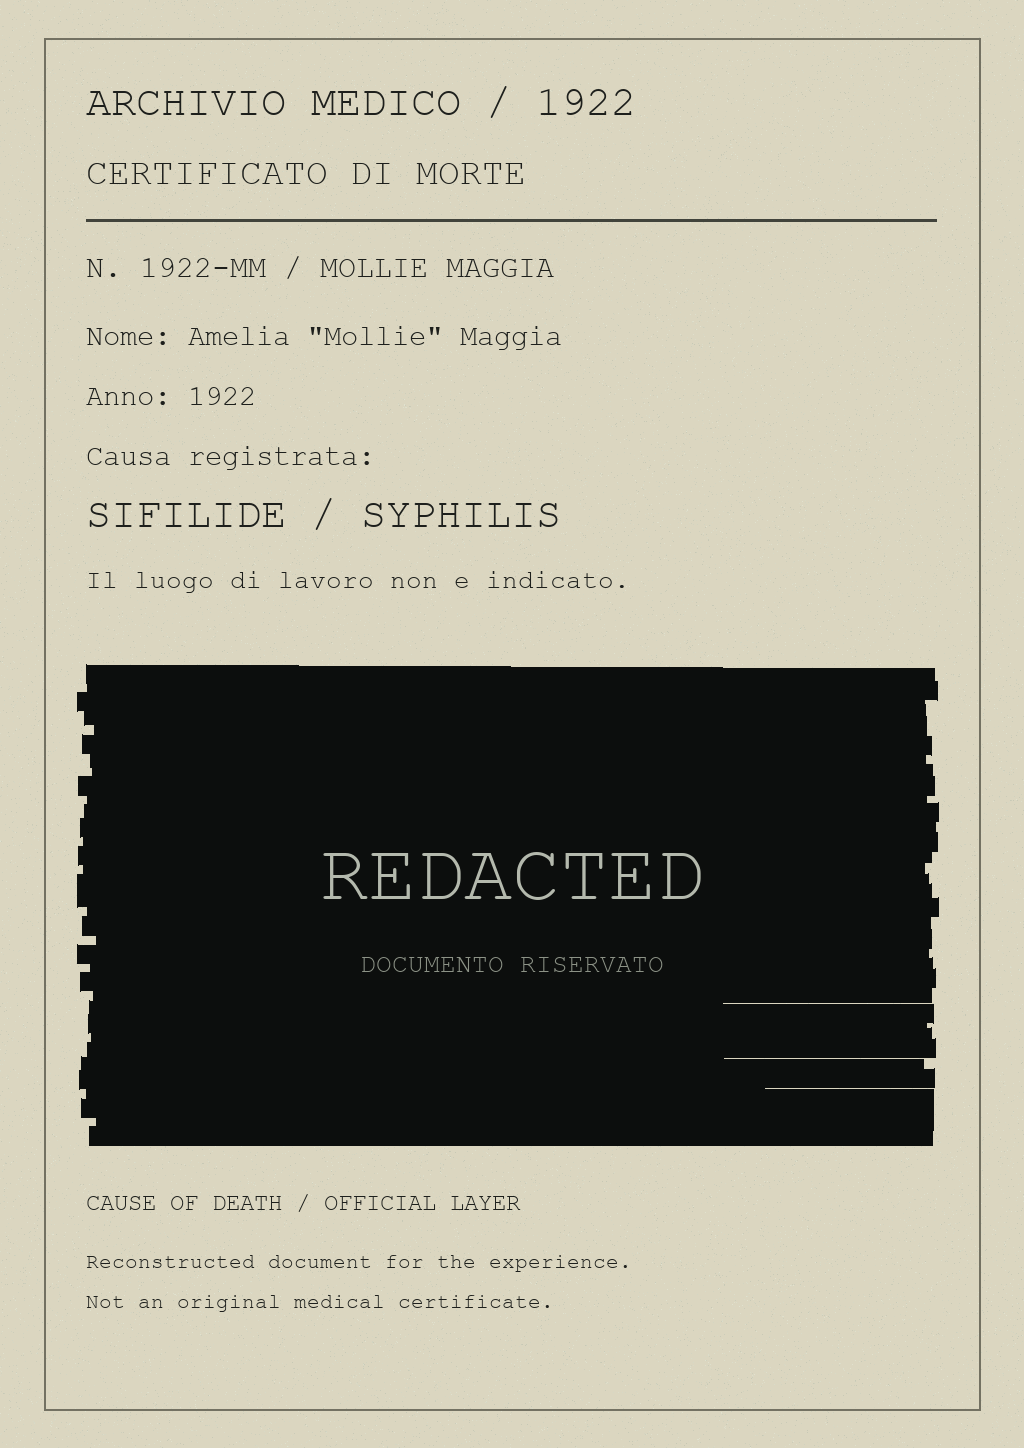 ARCHIVIO MEDICO / 1922
CERTIFICATO DI MORTE
N. 1922-MM / MOLLIE MAGGIA
Nome: Amelia "Mollie" Maggia
Anno: 1922
Causa registrata:
SIFILIDE / SYPHILIS
Il luogo di lavoro non e indicato.
REDACTED
DOCUMENTO RISERVATO
CAUSE OF DEATH / OFFICIAL LAYER
Reconstructed document for the experience.
Not an original medical certificate.